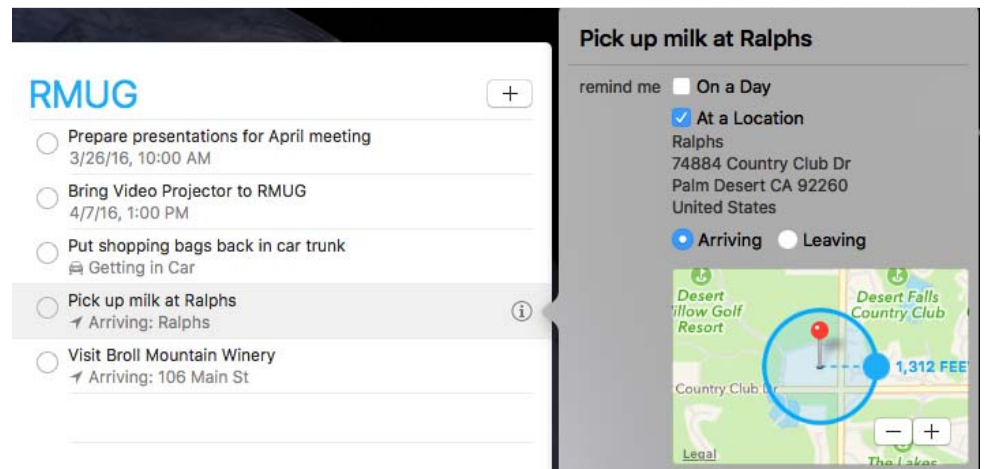 RMUG
+
Prepare presentations for April meeting
3/26/16, 10:00 AM
Bring Video Projector to RMUG
4/7/16, 1:00 PM
Put shopping bags back in car trunk
Getting in Car
Pick up milk at Ralphs
Arriving: Ralphs
Visit Broll Mountain Winery
Arriving: 106 Main St
Pick up milk at Ralphs
remind me On a Day
At a Location
Ralphs
74884 Country Club Dr
Palm Desert CA 92260
United States
Arriving Leaving
Desert
illow Golf
Resort
Desert Falls
Country Club
1,312 FEE
Country Club Dr
− +
Legal
The Lakes